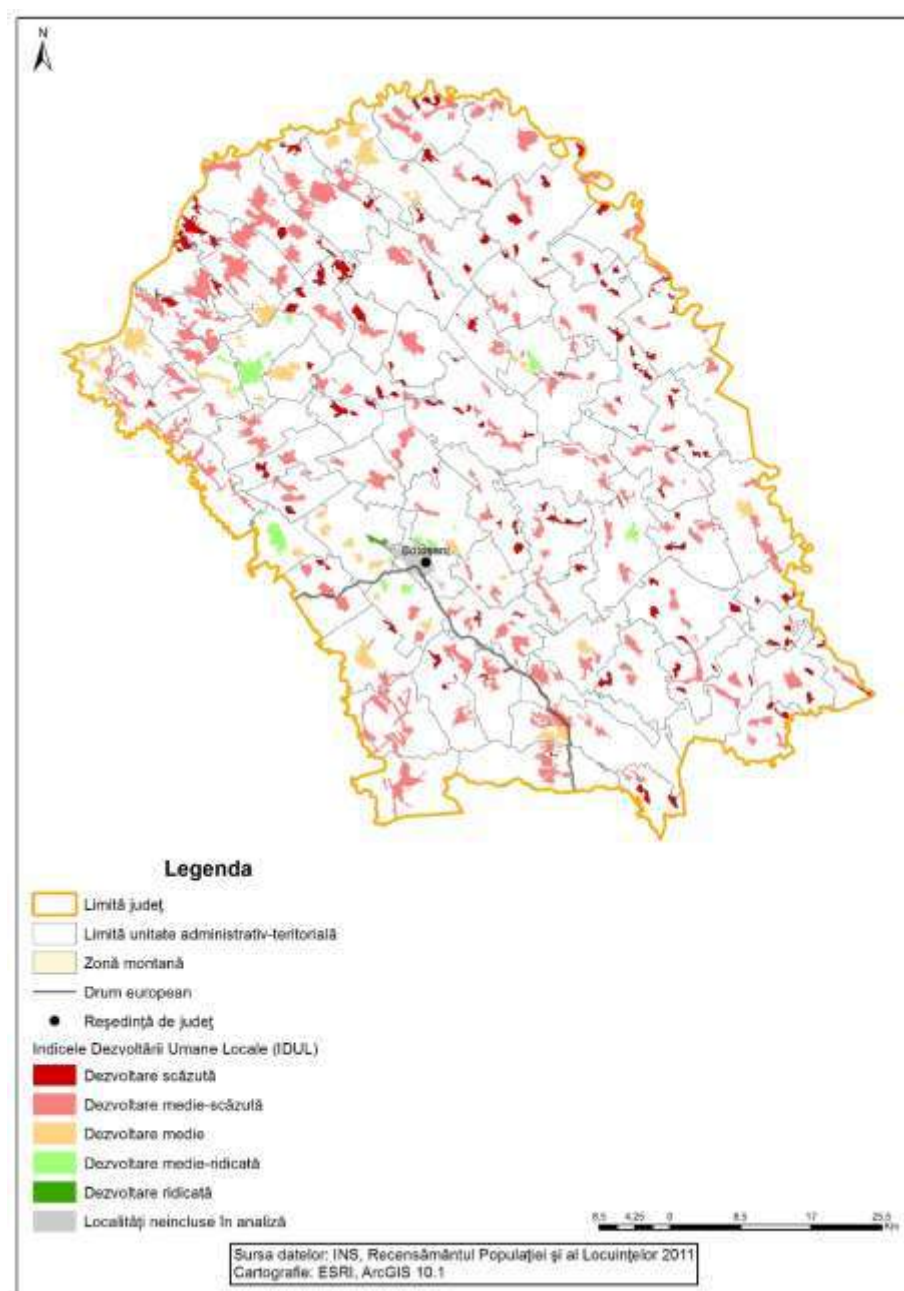 N
Botoșani
Legenda
Limită județ
Limită unitate administrativ-teritorială
Zonă montană
Drum european
Reședință de județ
Indicele Dezvoltării Umane Locale (IDUL)
Dezvoltare scăzută
Dezvoltare medie-scăzută
Dezvoltare medie
Dezvoltare medie-ridicată
Dezvoltare ridicată
Localități neincluse în analiză
8.5 4.25 0 8.5 17 25.5
Km
Sursa datelor: INS, Recensământul Populației și al Locuințelor 2011
Cartografie: ESRI, ArcGIS 10.1